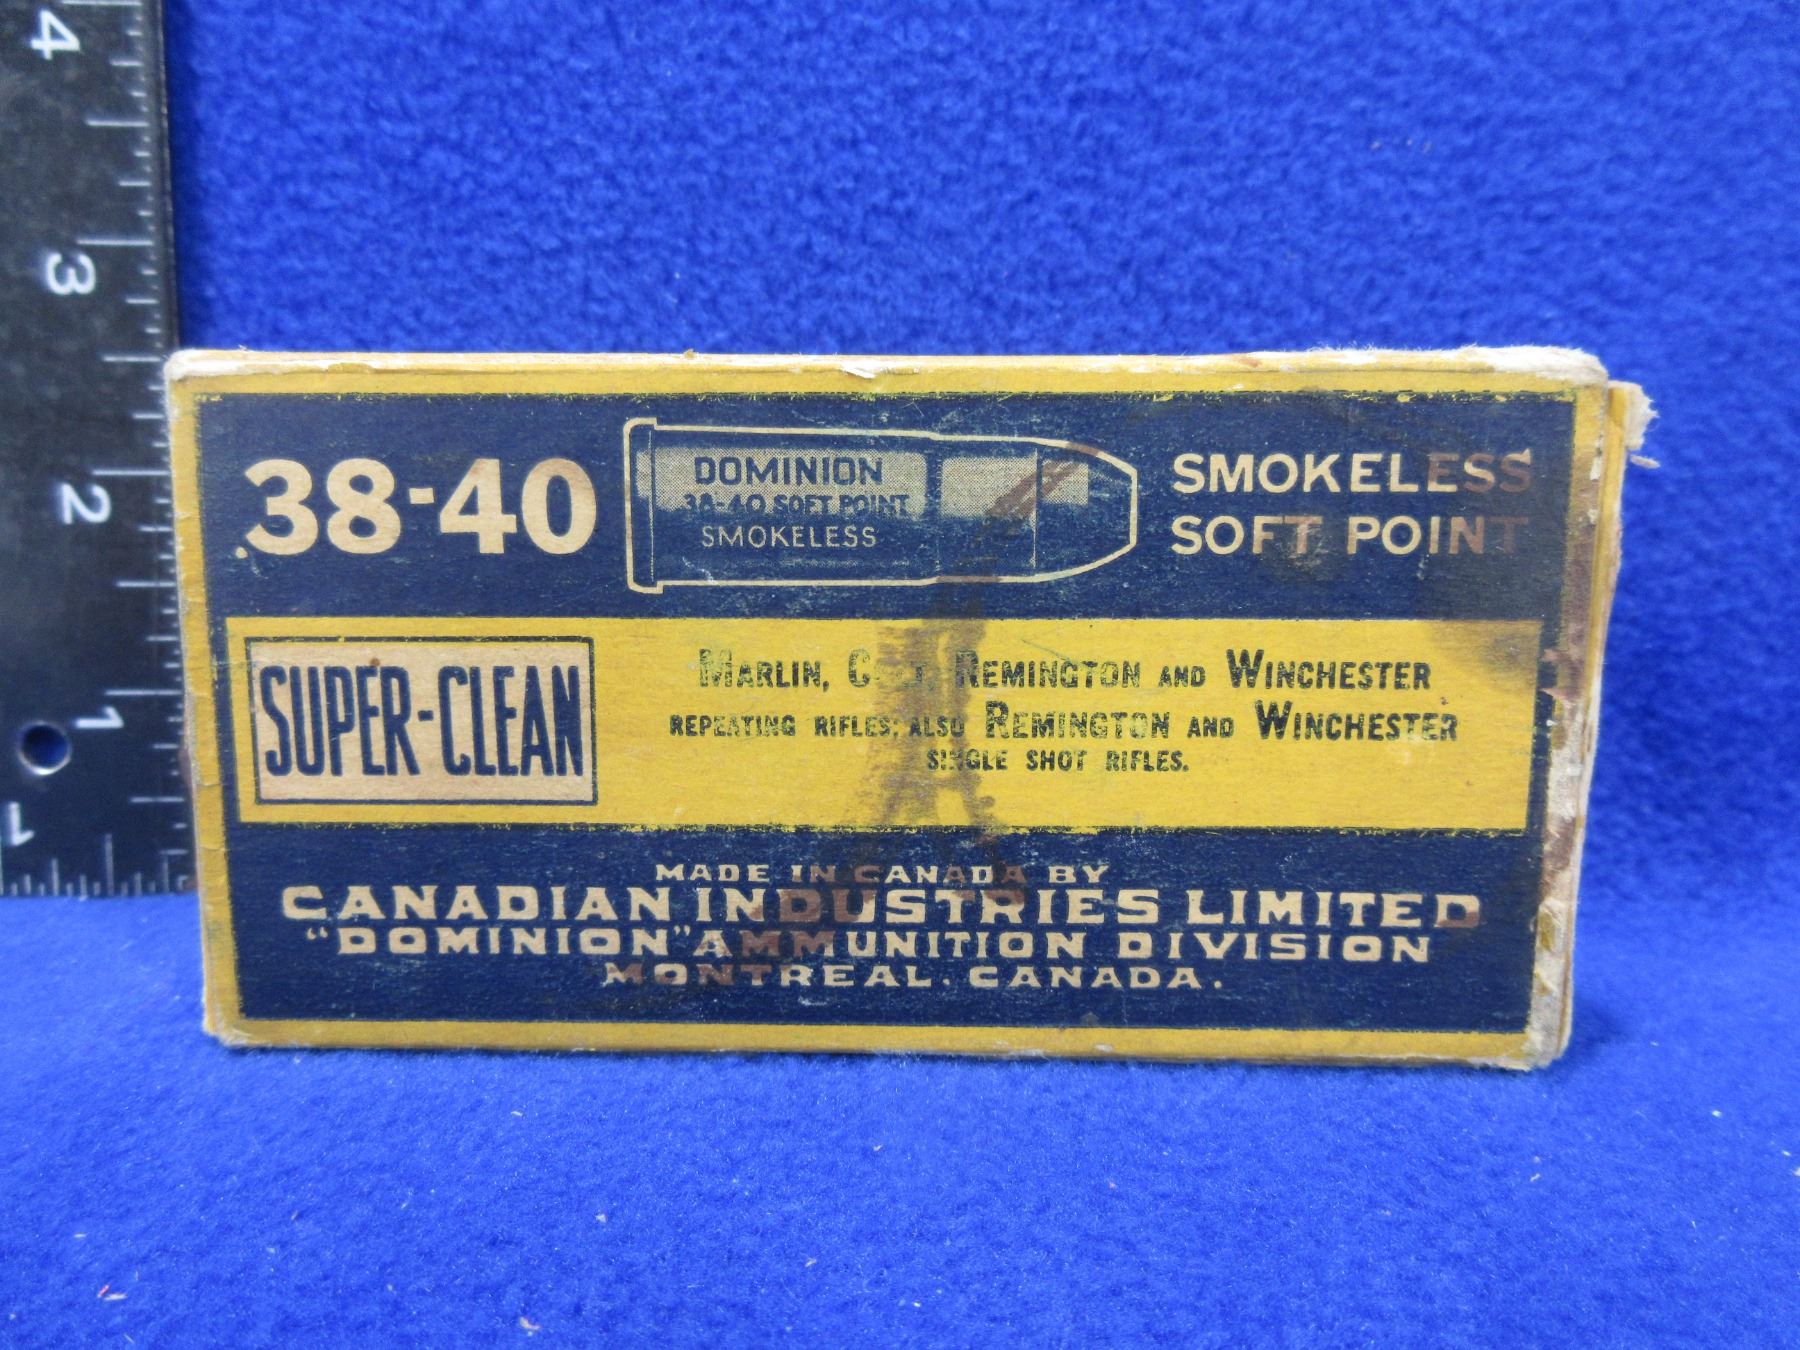 4
3
2
1
1
.38-40
DOMINION
38-40 SOFT POINT
SMOKELESS
SMOKELESS
SOFT POINT
SUPER-CLEAN
MARLIN, REMINGTON AND WINCHESTER
REPEATING RIFLES; ALSO REMINGTON AND WINCHESTER
SINGLE SHOT RIFLES.
MADE IN CANADA BY
CANADIAN INDUSTRIES LIMITED
"DOMINION" AMMUNITION DIVISION
MONTREAL. CANADA.